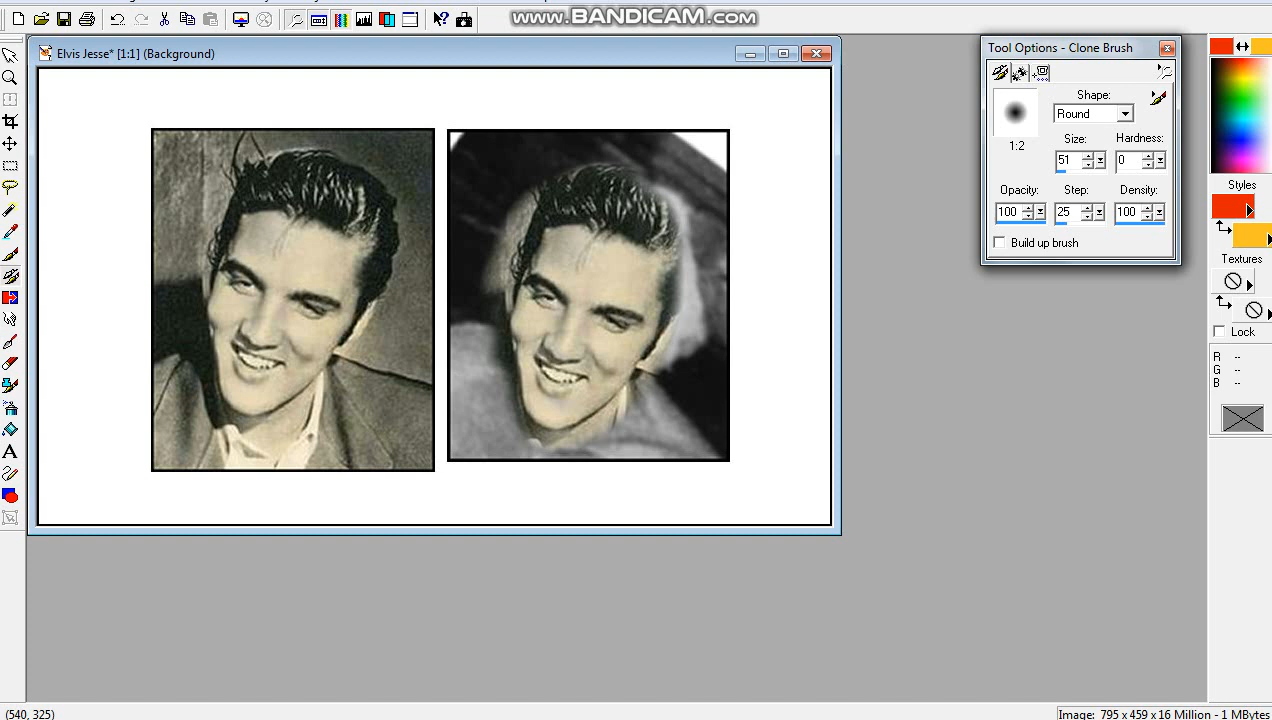 www.BANDICAM.com
Elvis Jesse* [1:1] (Background)
Tool Options - Clone Brush
Shape:
Round
1:2
Size:
Hardness:
51
0
Opacity:
Step:
Density:
100
25
100
Build up brush
Styles
Textures
Lock
R --
G --
B --
A
(540, 325)
Image: 795 x 459 x 16 Million - 1 MBytes